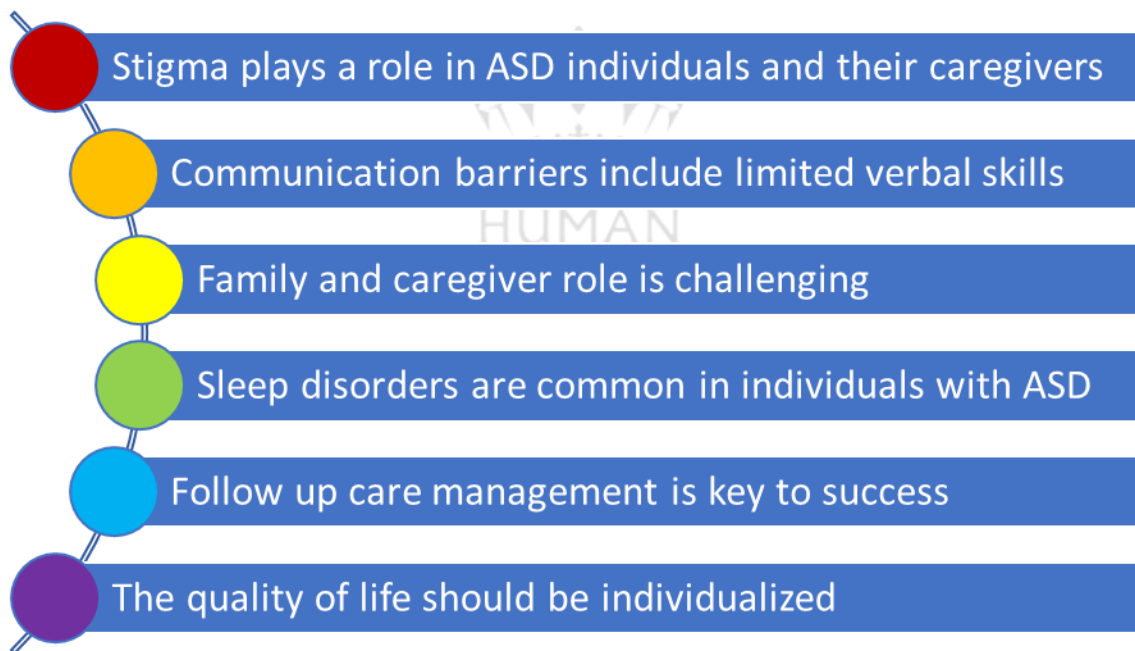 Stigma plays a role in ASD individuals and their caregivers
Communication barriers include limited verbal skills
HUMAN
Family and caregiver role is challenging
Sleep disorders are common in individuals with ASD
Follow up care management is key to success
The quality of life should be individualized